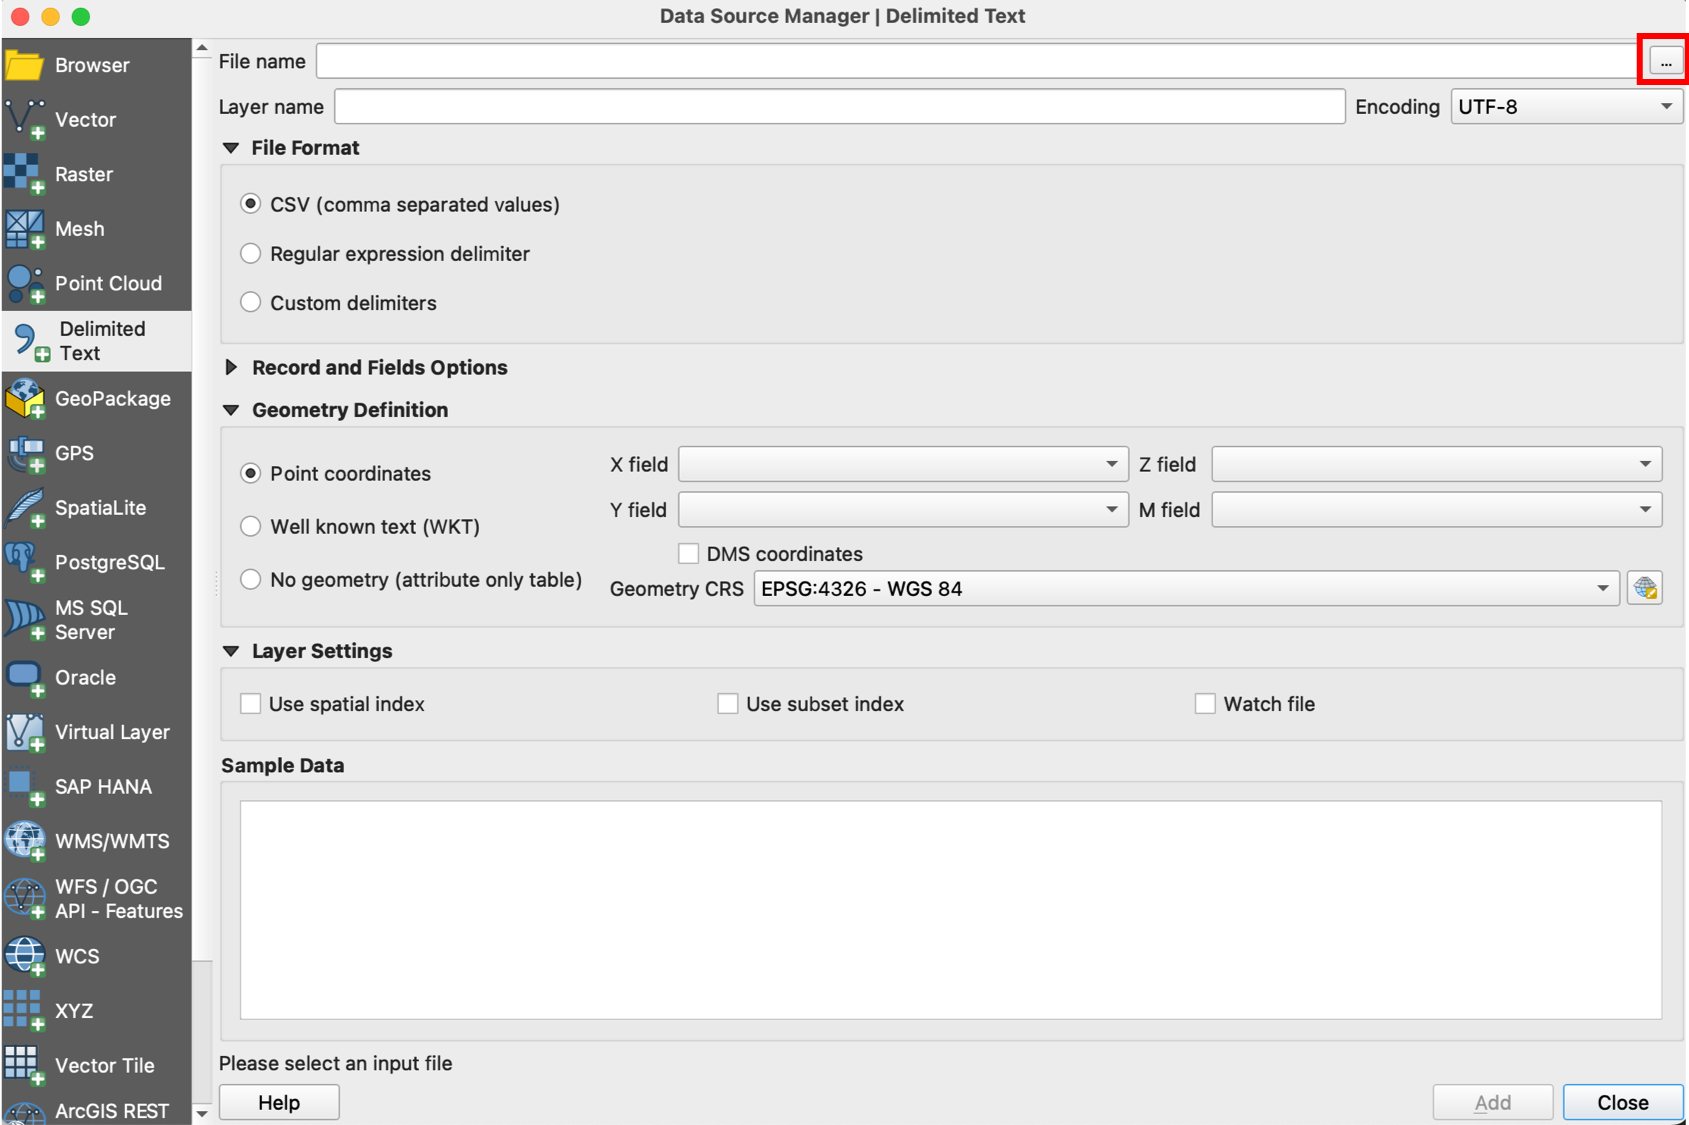 Data Source Manager | Delimited Text
Browser
Vector
Raster
Mesh
Point Cloud
Delimited
Text
GeoPackage
GPS
SpatiaLite
PostgreSQL
MS SQL
Server
Oracle
Virtual Layer
SAP HANA
WMS/WMTS
WFS / OGC
API - Features
WCS
XYZ
Vector Tile
ArcGIS REST
File name ...
Layer name Encoding UTF-8
File Format
CSV (comma separated values)
Regular expression delimiter
Custom delimiters
Record and Fields Options
Geometry Definition
Point coordinates
Well known text (WKT)
No geometry (attribute only table)
X field Z field
Y field M field
DMS coordinates
Geometry CRS EPSG:4326 - WGS 84
Layer Settings
Use spatial index Use subset index Watch file
Sample Data
Please select an input file
Help Add Close